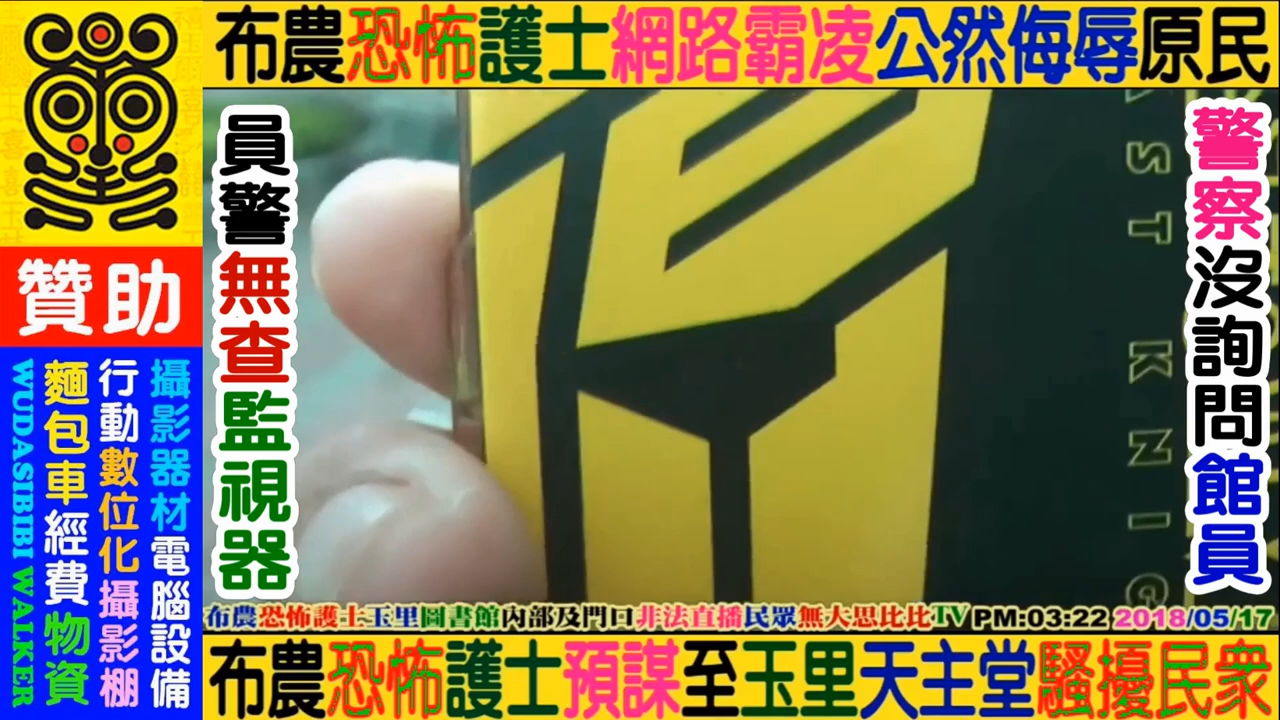 布農恐怖護士網路霸凌公然侮辱原民
員警無查監視器
警察沒詢問館員
AST KNIG
贊助
攝影器材電腦設備
行動數位化攝影棚
麵包車經費物資
WUDASIBIBI WALKER
布農恐怖護士玉里圖書館內部及門口非法直播民眾無大思比比TV PM:03:22 2018/05/17
布農恐怖護士預謀至玉里天主堂騷擾民衆